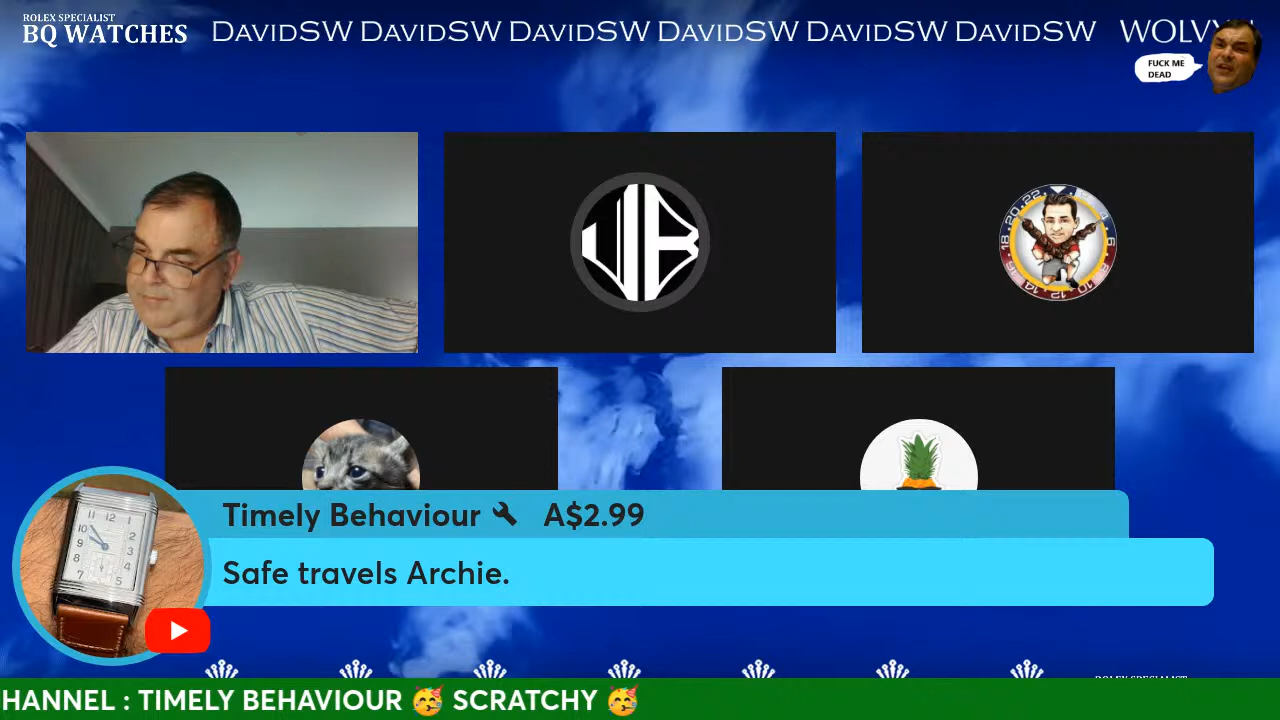 ROLEX SPECIALIST
BQ WATCHES
DAVIDSW DAVIDSW DAVIDSW DAVIDSW DAVIDSW DAVIDSW
FUCK ME
DEAD
Timely Behaviour A$2.99
Safe travels Archie.
HANNEL : TIMELY BEHAVIOUR 🥳 SCRATCHY 🥳